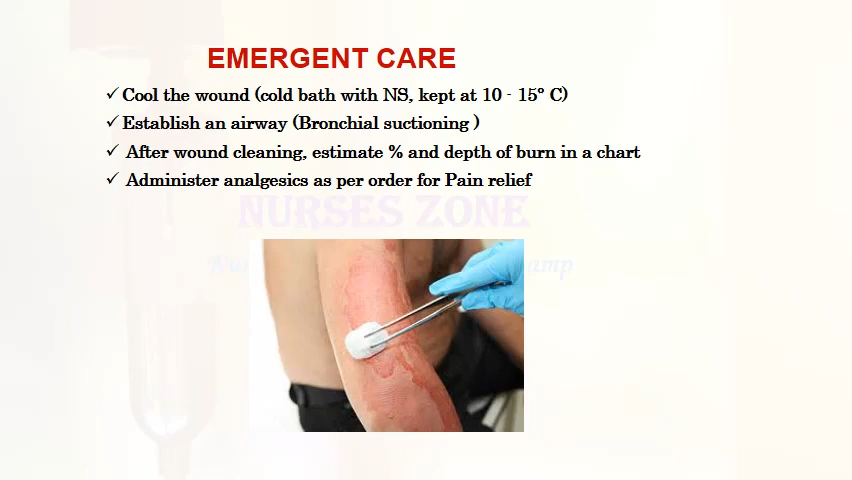 EMERGENT CARE
✓Cool the wound (cold bath with NS, kept at 10 - 15° C)
✓Establish an airway (Bronchial suctioning )
✓ After wound cleaning, estimate % and depth of burn in a chart
✓ Administer analgesics as per order for Pain relief
NURSES ZONE